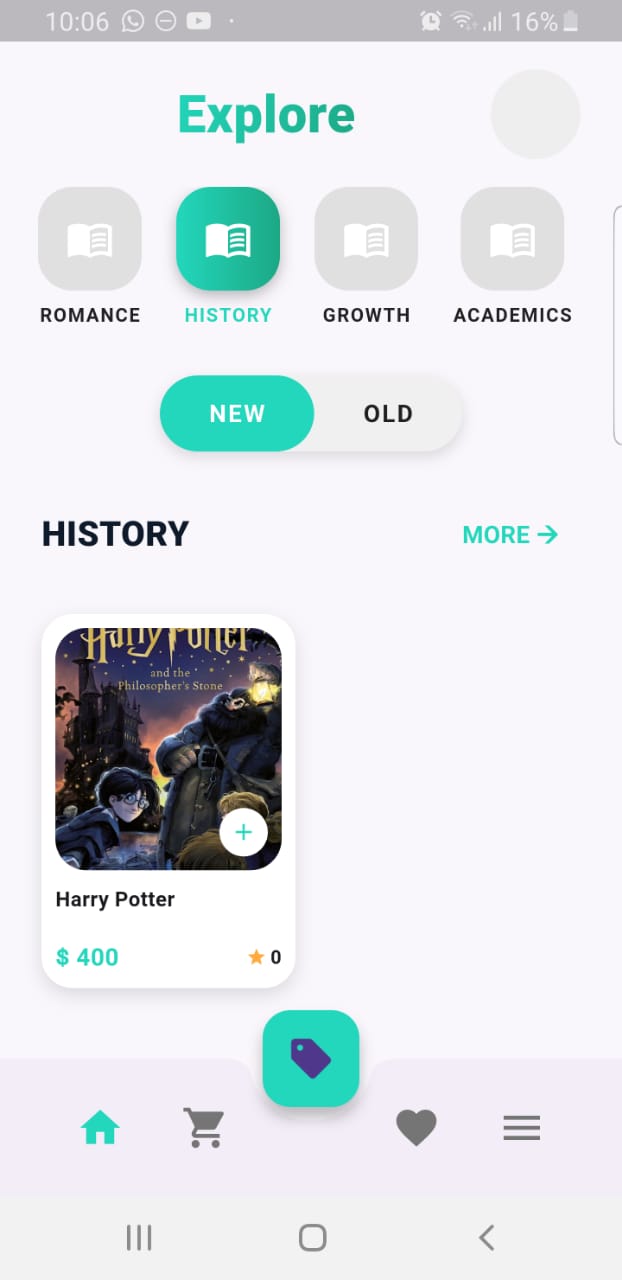 10:06 16%
Explore
ROMANCE HISTORY GROWTH ACADEMICS
NEW OLD
HISTORY MORE →
Harry Potter
and the
Philosopher's Stone
Harry Potter
$ 400 0